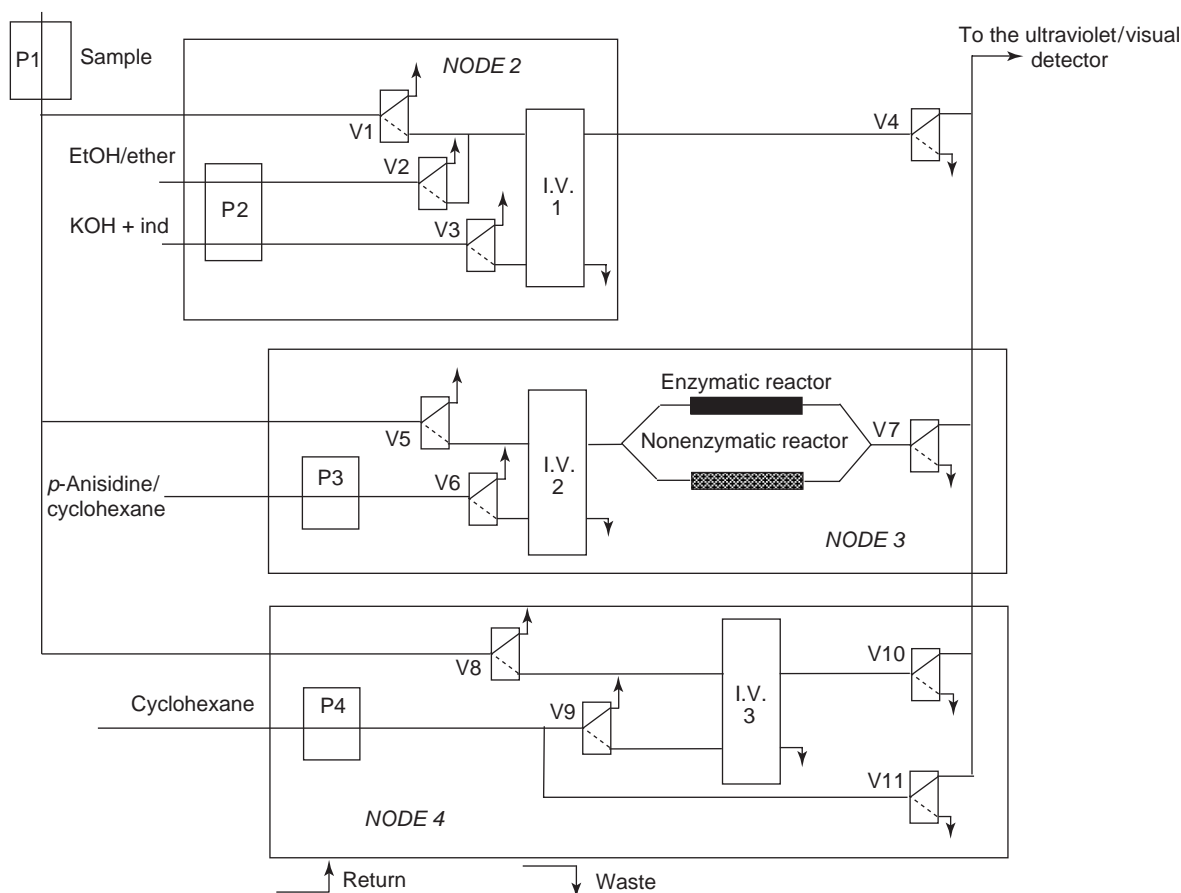 P1
Sample
NODE 2
To the ultraviolet/visual
detector
V1
V4
EtOH/ether
V2
P2
I.V.
1
KOH + ind
V3
Enzymatic reactor
V5
Nonenzymatic reactor
V7
I.V.
2
p-Anisidine/
cyclohexane
P3
V6
NODE 3
V8
V10
Cyclohexane
P4
V9
I.V.
3
V11
NODE 4
Return
Waste